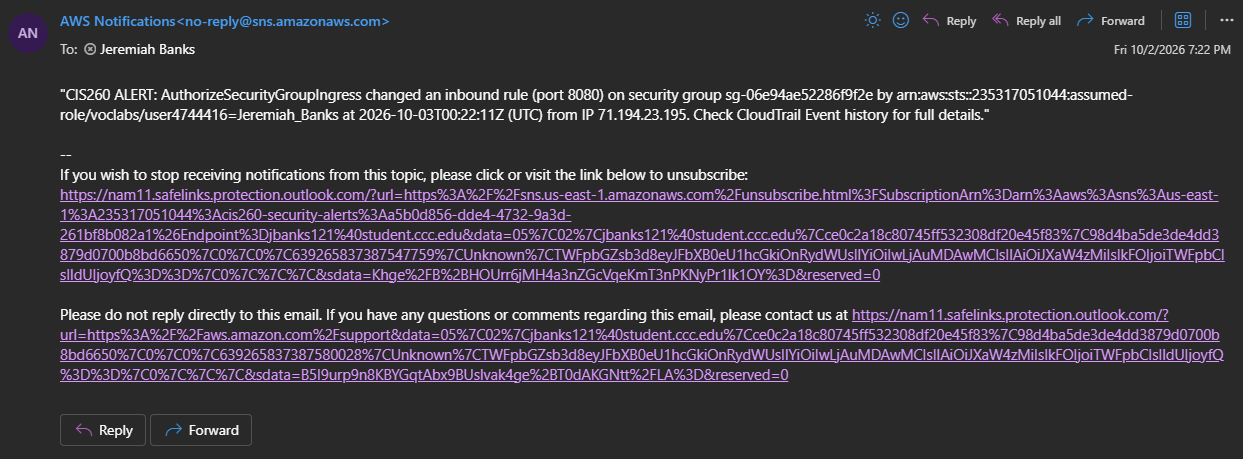 AN
AWS Notifications<no-reply@sns.amazonaws.com>
Reply
Reply all
Forward
To: Jeremiah Banks
Fri 10/2/2026 7:22 PM
"CIS260 ALERT: AuthorizeSecurityGroupIngress changed an inbound rule (port 8080) on security group sg-06e94ae52286f9f2e by arn:aws:sts::235317051044:assumed-
role/voclabs/user4744416=Jeremiah_Banks at 2026-10-03T00:22:11Z (UTC) from IP 71.194.23.195. Check CloudTrail Event history for full details."
--
If you wish to stop receiving notifications from this topic, please click or visit the link below to unsubscribe:
https://nam11.safelinks.protection.outlook.com/?url=https%3A%2F%2Fsns.us-east-1.amazonaws.com%2Funsubscribe.html%3FSubscriptionArn%3Darn%3Aaws%3Asns%3Aus-east-
1%3A235317051044%3Acis260-security-alerts%3Aa5b0d856-dde4-4732-9a3d-
261bf8b082a1%26Endpoint%3Djbanks121%40student.ccc.edu&data=05%7C02%7Cjbanks121%40student.ccc.edu%7Cce0c2a18c80745ff532308df20e45f83%7C98d4ba5de3de4dd3
879d0700b8bd6650%7C0%7C0%7C639265837387547759%7CUnknown%7CTWFpbGZsb3d8eyJFbXB0eU1hcGkiOnRydWUsIlYiOiIwLjAuMDAwMCIsIlAiOiJXaW4zMiIsIkFOIjoiTWFpbCI
sIldUIjoyfQ%3D%3D%7C0%7C%7C%7C&sdata=Khge%2FB%2BHOUrr6jMH4a3nZGcVqeKmT3nPKNyPr1Ik1OY%3D&reserved=0
Please do not reply directly to this email. If you have any questions or comments regarding this email, please contact us at https://nam11.safelinks.protection.outlook.com/?
url=https%3A%2F%2Faws.amazon.com%2Fsupport&data=05%7C02%7Cjbanks121%40student.ccc.edu%7Cce0c2a18c80745ff532308df20e45f83%7C98d4ba5de3de4dd3879d0700b
8bd6650%7C0%7C0%7C639265837387580028%7CUnknown%7CTWFpbGZsb3d8eyJFbXB0eU1hcGkiOnRydWUsIlYiOiIwLjAuMDAwMCIsIlAiOiJXaW4zMiIsIkFOIjoiTWFpbCIsIldUIjoyfQ
%3D%3D%7C0%7C%7C%7C&sdata=B5I9urp9n8KBYGqtAbx9BUslvak4ge%2BT0dAKGNtt%2FLA%3D&reserved=0
Reply
Forward